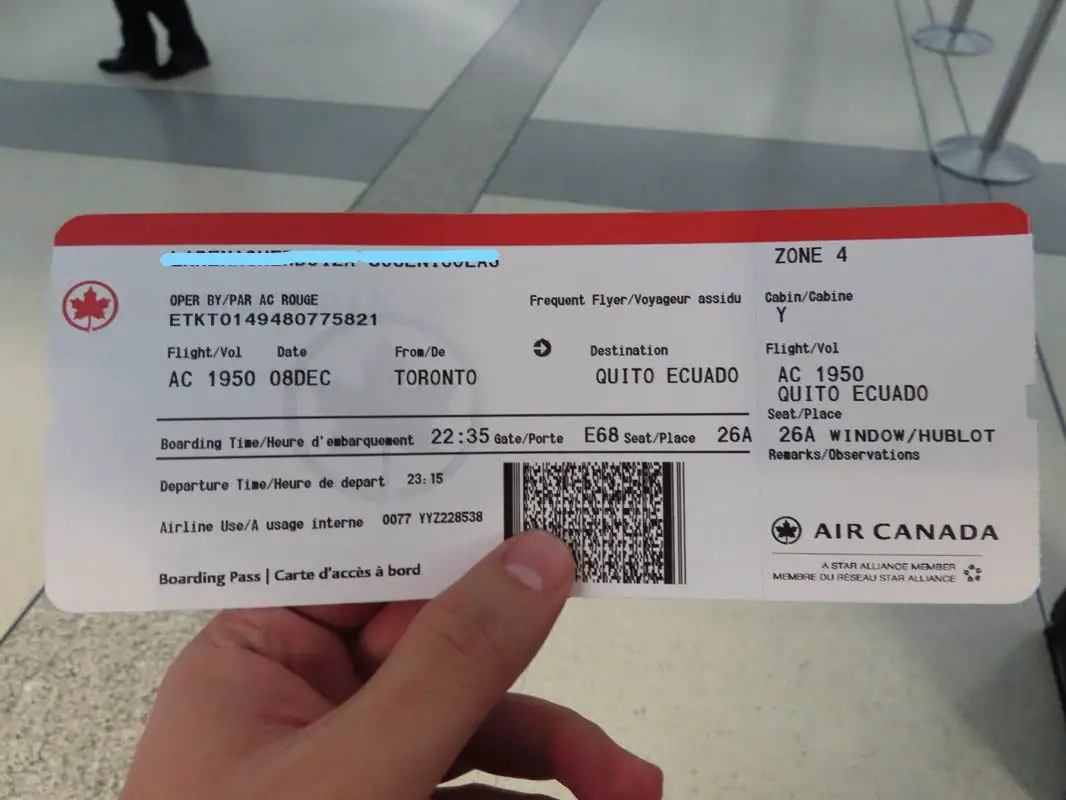 ZONE 4
OPER BY/PAR AC ROUGE
ETKT0149480775821
Frequent Flyer/Voyageur assidu
Cabin/Cabine
Y
Flight/Vol Date From/De Destination
AC 1950 08DEC TORONTO QUITO ECUADO
Flight/Vol
AC 1950
QUITO ECUADO
Seat/Place
26A WINDOW/HUBLOT
Remarks/Observations
Boarding Time/Heure d'embarquement 22:35 Gate/Porte E68 Seat/Place 26A
Departure Time/Heure de depart 23:15
Airline Use/A usage interne 0077 YYZ228538
Boarding Pass | Carte d'accès à bord
AIR CANADA
A STAR ALLIANCE MEMBER
MEMBRE DU RÉSEAU STAR ALLIANCE